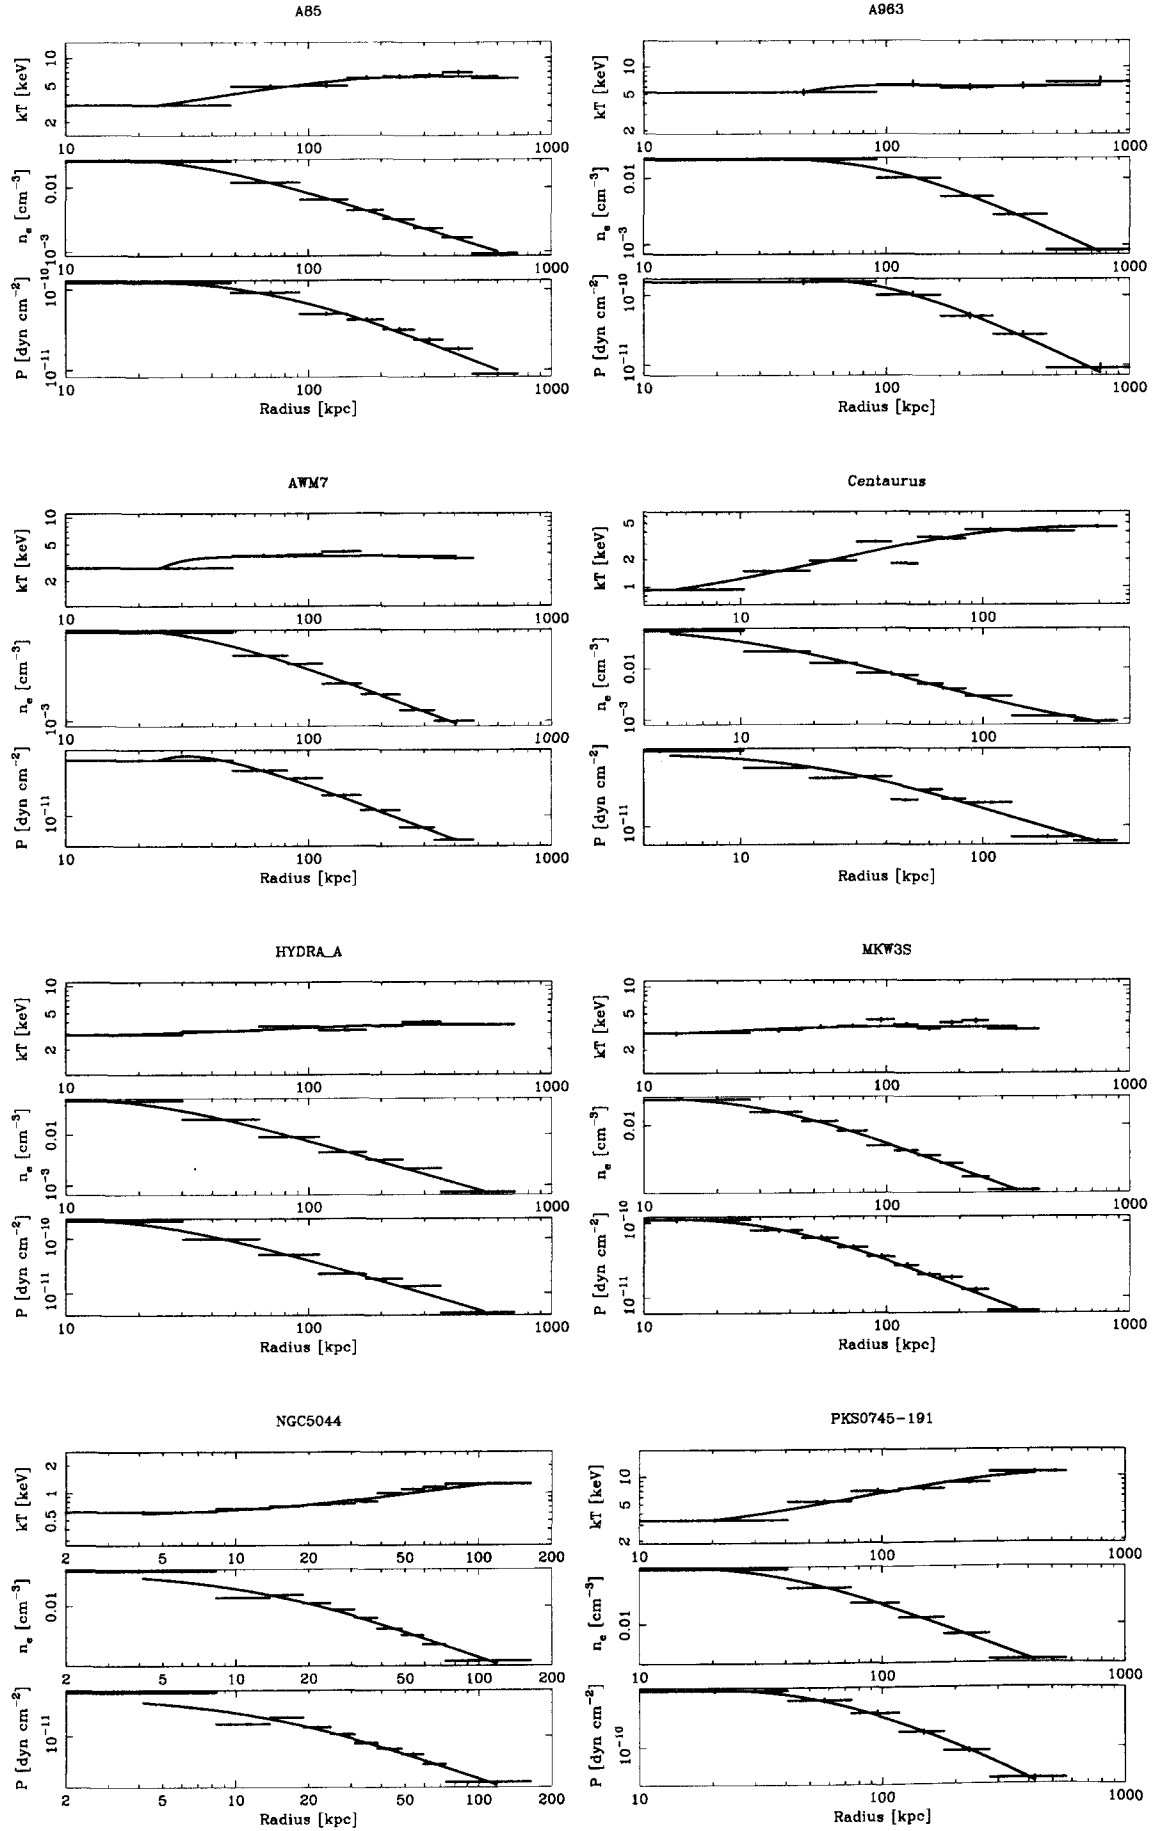 A85
kT [keV]
10
5
2
10 100 1000
n_e [cm^-3]
0.01
10^-3
10 100 1000
P [dyn cm^-2]
10^-10
10^-11
10 100 1000
Radius [kpc]
A963
kT [keV]
10
5
2
10 100 1000
n_e [cm^-3]
0.01
10^-3
10 100 1000
P [dyn cm^-2]
10^-10
10^-11
10 100 1000
Radius [kpc]
AWM7
kT [keV]
10
5
2
10 100 1000
n_e [cm^-3]
10^-3
10 100 1000
P [dyn cm^-2]
10^-11
10 100 1000
Radius [kpc]
Centaurus
kT [keV]
5
2
1
10 100
n_e [cm^-3]
0.01
10^-3
10 100
P [dyn cm^-2]
10^-11
10 100
Radius [kpc]
HYDRA_A
kT [keV]
10
5
2
10 100 1000
n_e [cm^-3]
0.01
10^-3
10 100 1000
P [dyn cm^-2]
10^-10
10^-11
10 100 1000
Radius [kpc]
MKW3S
kT [keV]
10
5
2
10 100 1000
n_e [cm^-3]
0.01
10 100 1000
P [dyn cm^-2]
10^-10
10^-11
10 100 1000
Radius [kpc]
NGC5044
kT [keV]
2
1
0.5
2 5 10 20 50 100 200
n_e [cm^-3]
0.01
2 5 10 20 50 100 200
P [dyn cm^-2]
10^-11
2 5 10 20 50 100 200
Radius [kpc]
PKS0745-191
kT [keV]
10
5
2
10 100 1000
n_e [cm^-3]
0.01
10 100 1000
P [dyn cm^-2]
10^-10
10 100 1000
Radius [kpc]